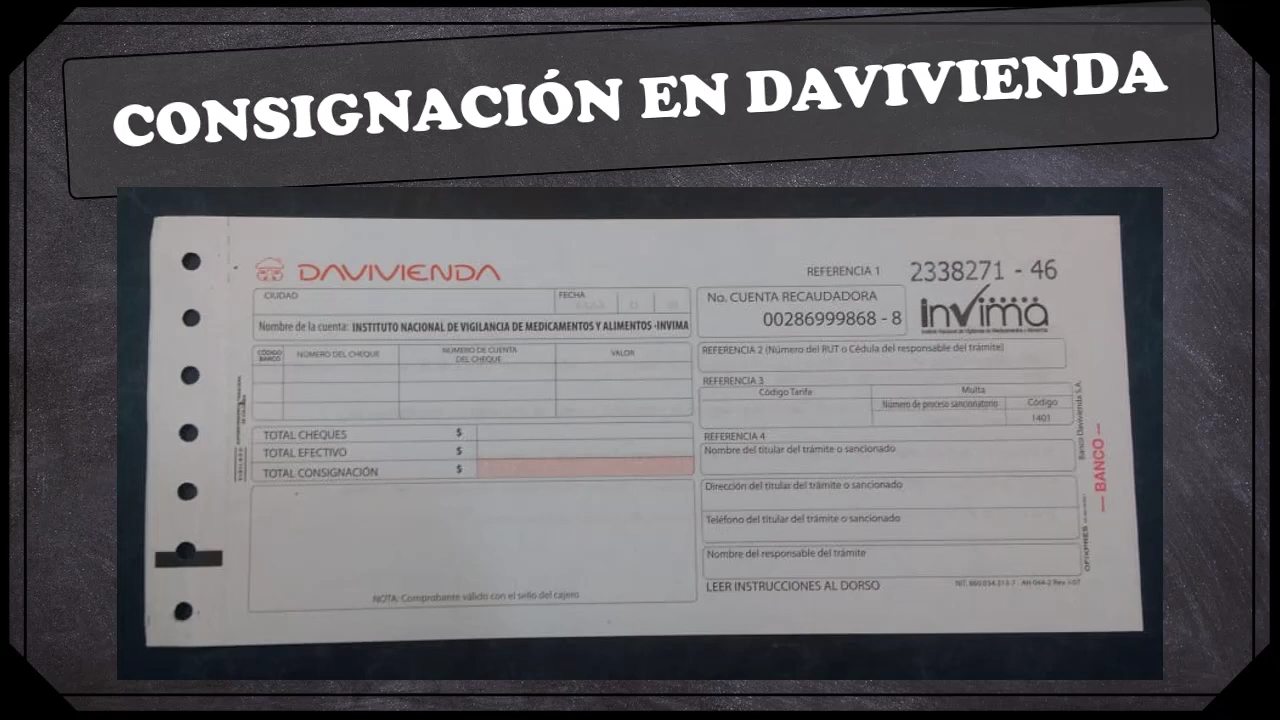 CONSIGNACIÓN EN DAVIVIENDA
DAVIVIENDA
REFERENCIA 1
2338271 - 46
CIUDAD
FECHA
No. CUENTA RECAUDADORA
00286999868 - 8
invima
Nombre de la cuenta: INSTITUTO NACIONAL DE VIGILANCIA DE MEDICAMENTOS Y ALIMENTOS -INVIMA
CÓDIGO BANCO
NÚMERO DEL CHEQUE
NÚMERO DE CUENTA
DEL CHEQUE
VALOR
REFERENCIA 2 (Número del RUT o Cédula del responsable del trámite)
REFERENCIA 3
Código Tarifa
Multa
Número de proceso sancionatorio
Código
1401
TOTAL CHEQUES $
TOTAL EFECTIVO $
TOTAL CONSIGNACIÓN $
REFERENCIA 4
Nombre del titular del trámite o sancionado
Dirección del titular del trámite o sancionado
Teléfono del titular del trámite o sancionado
Nombre del responsable del trámite
NOTA: Comprobante válido con el sello del cajero
LEER INSTRUCCIONES AL DORSO
Banco Davivienda S.A.
— BANCO —